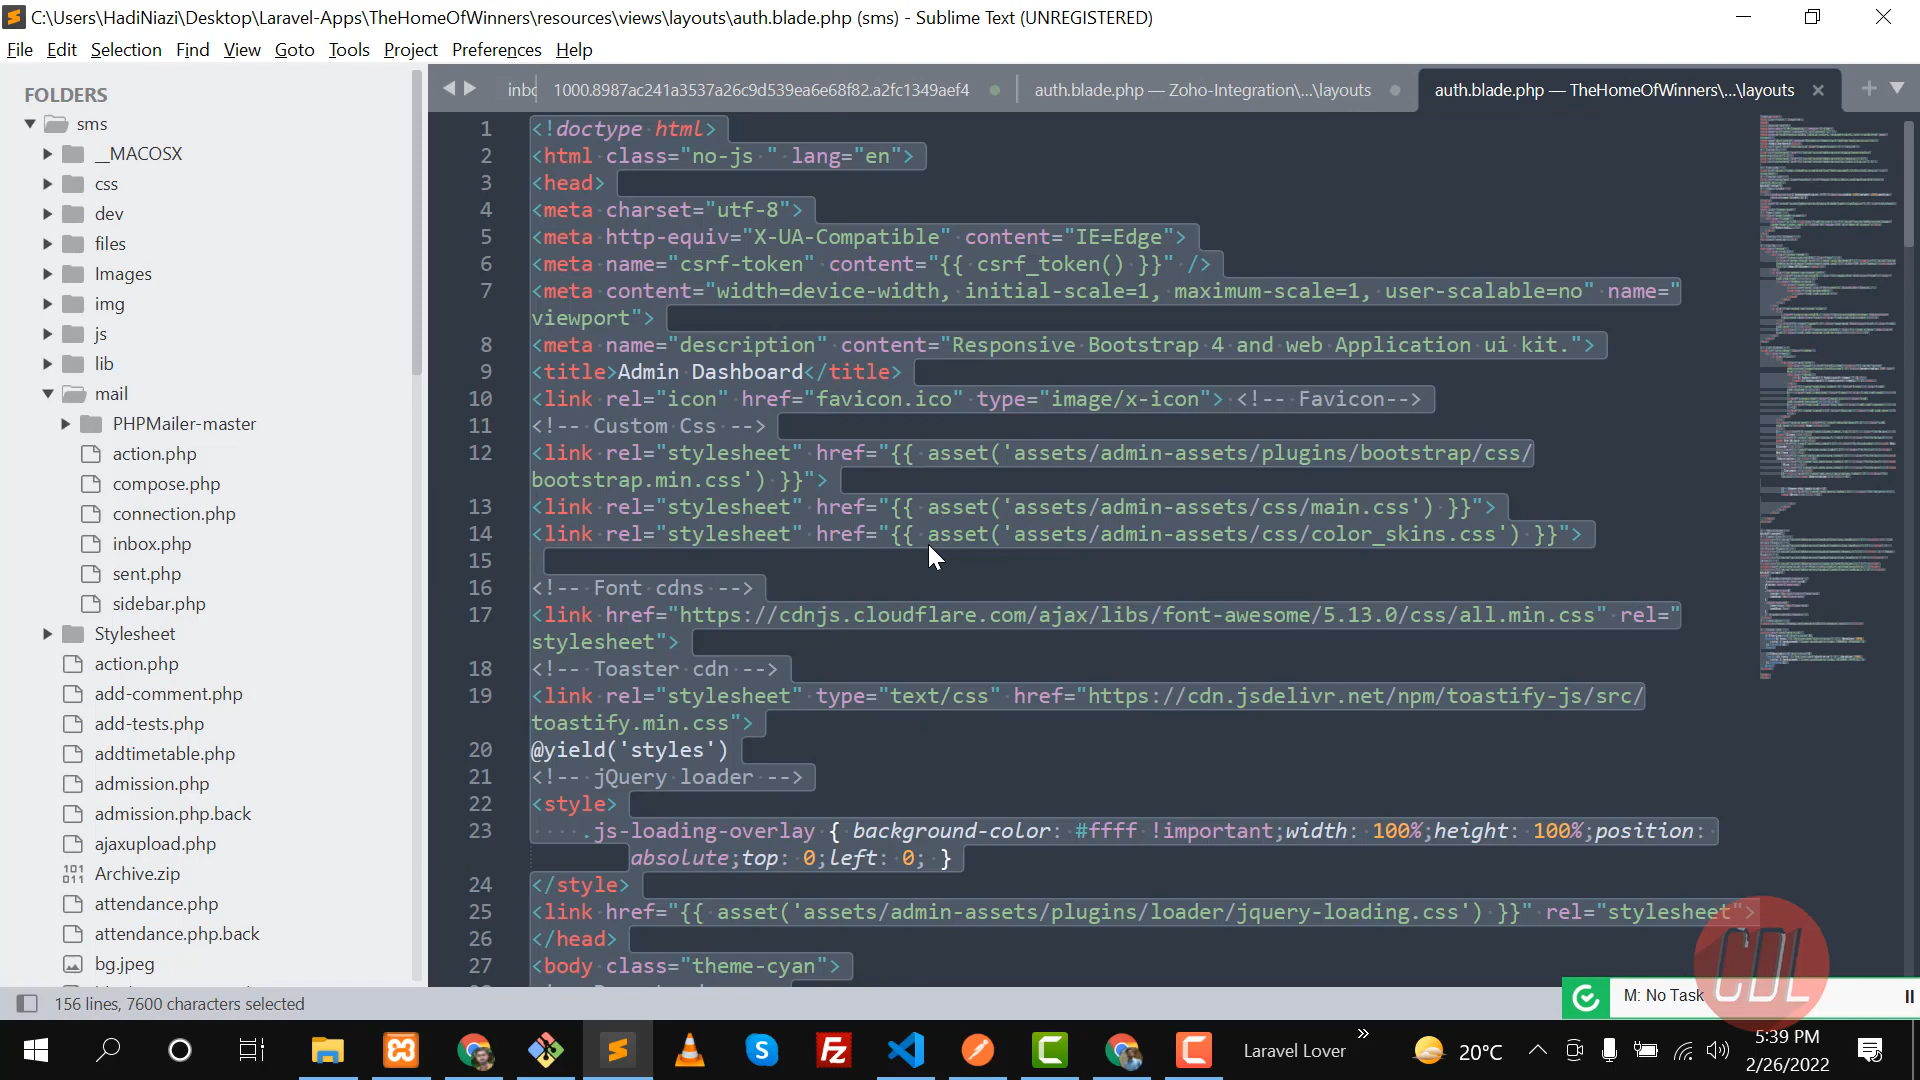 C:\Users\HadiNiazi\Desktop\Laravel-Apps\TheHomeOfWinners\resources\views\layouts\auth.blade.php (sms) - Sublime Text (UNREGISTERED)
File Edit Selection Find View Goto Tools Project Preferences Help
inbc 1000.8987ac241a3537a26c9d539ea6e68f82.a2fc1349aef4 auth.blade.php — Zoho-Integration\...\layouts auth.blade.php — TheHomeOfWinners\...\layouts
FOLDERS
sms
__MACOSX
css
dev
files
Images
img
js
lib
mail
PHPMailer-master
action.php
compose.php
connection.php
inbox.php
sent.php
sidebar.php
Stylesheet
action.php
add-comment.php
add-tests.php
addtimetable.php
admission.php
admission.php.back
ajaxupload.php
Archive.zip
attendance.php
attendance.php.back
bg.jpeg
1 <!doctype html>
2 <html class="no-js " lang="en">
3 <head>
4 <meta charset="utf-8">
5 <meta http-equiv="X-UA-Compatible" content="IE=Edge">
6 <meta name="csrf-token" content="{{ csrf_token() }}" />
7 <meta content="width=device-width, initial-scale=1, maximum-scale=1, user-scalable=no" name="
viewport">
8 <meta name="description" content="Responsive Bootstrap 4 and web Application ui kit.">
9 <title>Admin Dashboard</title>
10 <link rel="icon" href="favicon.ico" type="image/x-icon"> <!-- Favicon-->
11 <!-- Custom Css -->
12 <link rel="stylesheet" href="{{ asset('assets/admin-assets/plugins/bootstrap/css/
bootstrap.min.css') }}">
13 <link rel="stylesheet" href="{{ asset('assets/admin-assets/css/main.css') }}">
14 <link rel="stylesheet" href="{{ asset('assets/admin-assets/css/color_skins.css') }}">
15
16 <!-- Font cdns -->
17 <link href="https://cdnjs.cloudflare.com/ajax/libs/font-awesome/5.13.0/css/all.min.css" rel="
stylesheet">
18 <!-- Toaster cdn -->
19 <link rel="stylesheet" type="text/css" href="https://cdn.jsdelivr.net/npm/toastify-js/src/
toastify.min.css">
20 @yield('styles')
21 <!-- jQuery loader -->
22 <style>
23 .js-loading-overlay { background-color: #ffff !important;width: 100%;height: 100%;position:
absolute;top: 0;left: 0; }
24 </style>
25 <link href="{{ asset('assets/admin-assets/plugins/loader/jquery-loading.css') }}" rel="stylesheet">
26 </head>
27 <body class="theme-cyan">
CDL
156 lines, 7600 characters selected
M: No Task
Laravel Lover
20°C
5:39 PM
2/26/2022